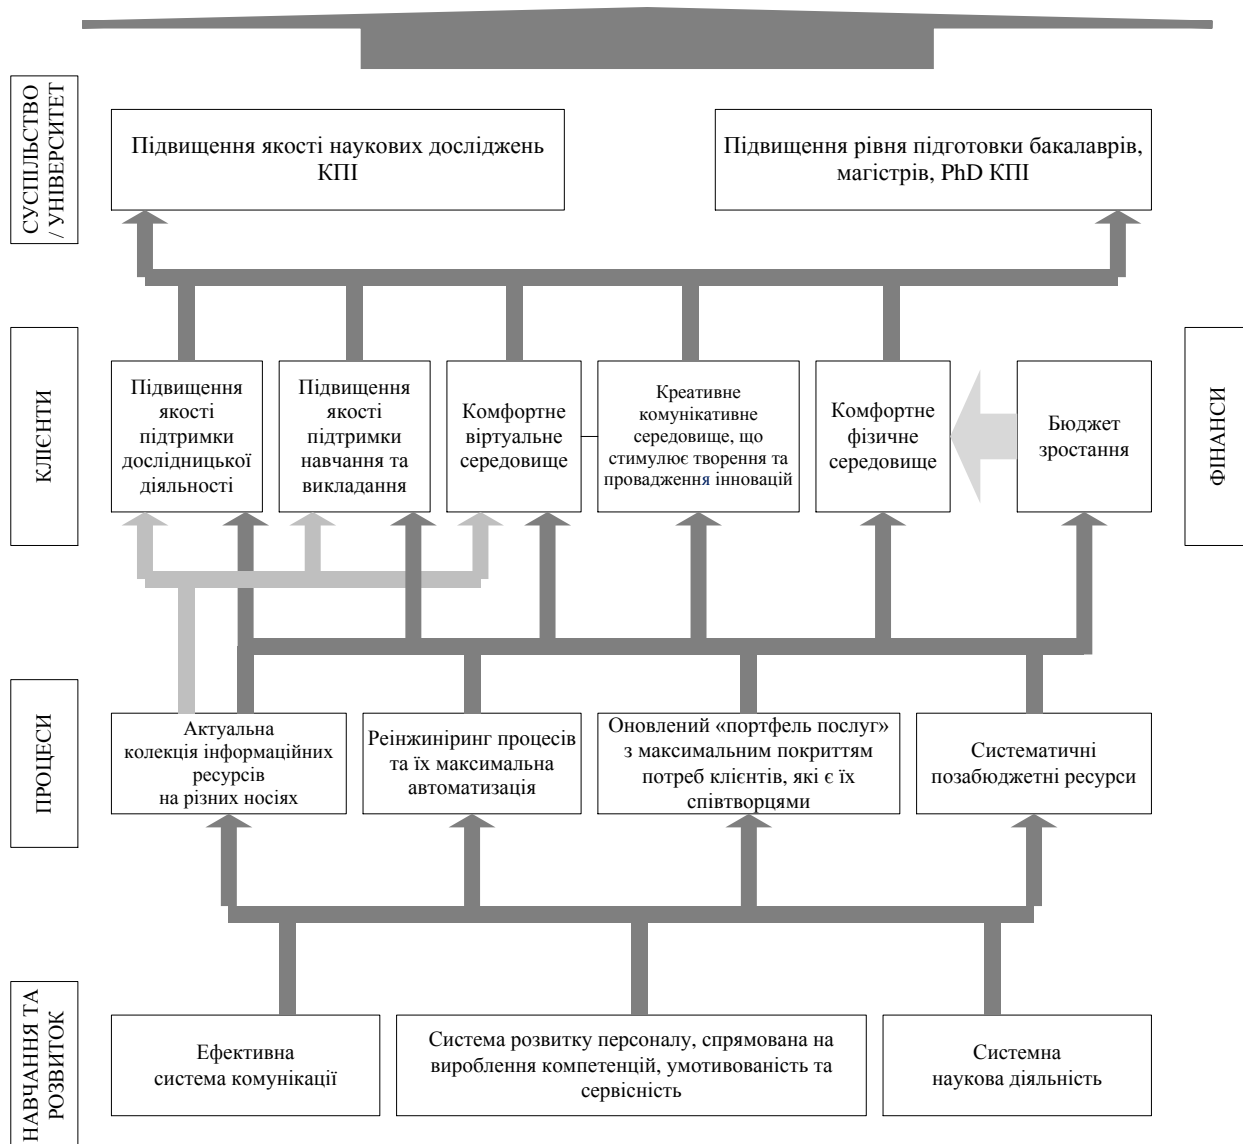 СУСПІЛЬСТВО
/ УНІВЕРСИТЕТ
Підвищення якості наукових досліджень
КПІ
Підвищення рівня підготовки бакалаврів,
магістрів, PhD КПІ
КЛІЄНТИ
Підвищення
якості
підтримки
дослідницької
діяльності
Підвищення
якості
підтримки
навчання та
викладання
Комфортне
віртуальне
середовище
Креативне
комунікативне
середовище, що
стимулює творення та
провадження інновацій
Комфортне
фізичне
середовище
Бюджет
зростання
ФІНАНСИ
ПРОЦЕСИ
Актуальна
колекція інформаційних
ресурсів
на різних носіях
Реінжиніринг процесів
та їх максимальна
автоматизація
Оновлений «портфель послуг»
з максимальним покриттям
потреб клієнтів, які є їх
співтворцями
Систематичні
позабюджетні ресурси
НАВЧАННЯ ТА
РОЗВИТОК
Ефективна
система комунікації
Система розвитку персоналу, спрямована на
вироблення компетенцій, умотивованість та
сервісність
Системна
наукова діяльність